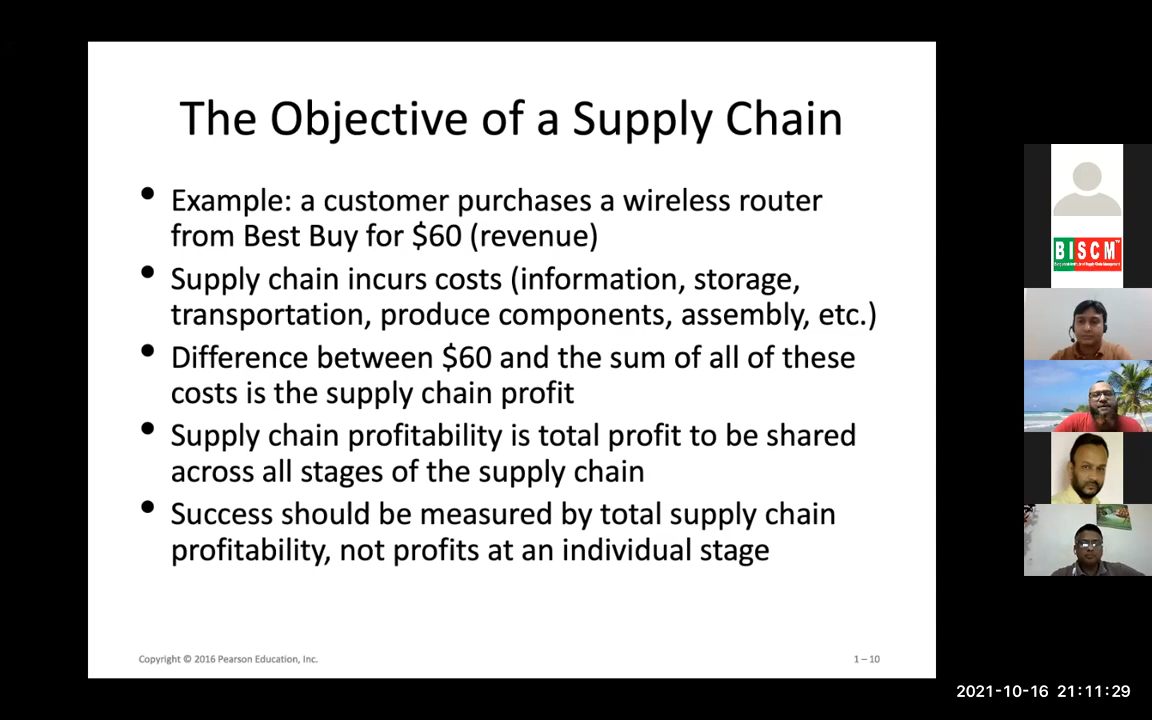 The Objective of a Supply Chain
• Example: a customer purchases a wireless router
from Best Buy for $60 (revenue)
• Supply chain incurs costs (information, storage,
transportation, produce components, assembly, etc.)
• Difference between $60 and the sum of all of these
costs is the supply chain profit
• Supply chain profitability is total profit to be shared
across all stages of the supply chain
• Success should be measured by total supply chain
profitability, not profits at an individual stage
Copyright © 2016 Pearson Education, Inc.
1 – 10
BISCM
2021-10-16 21:11:29